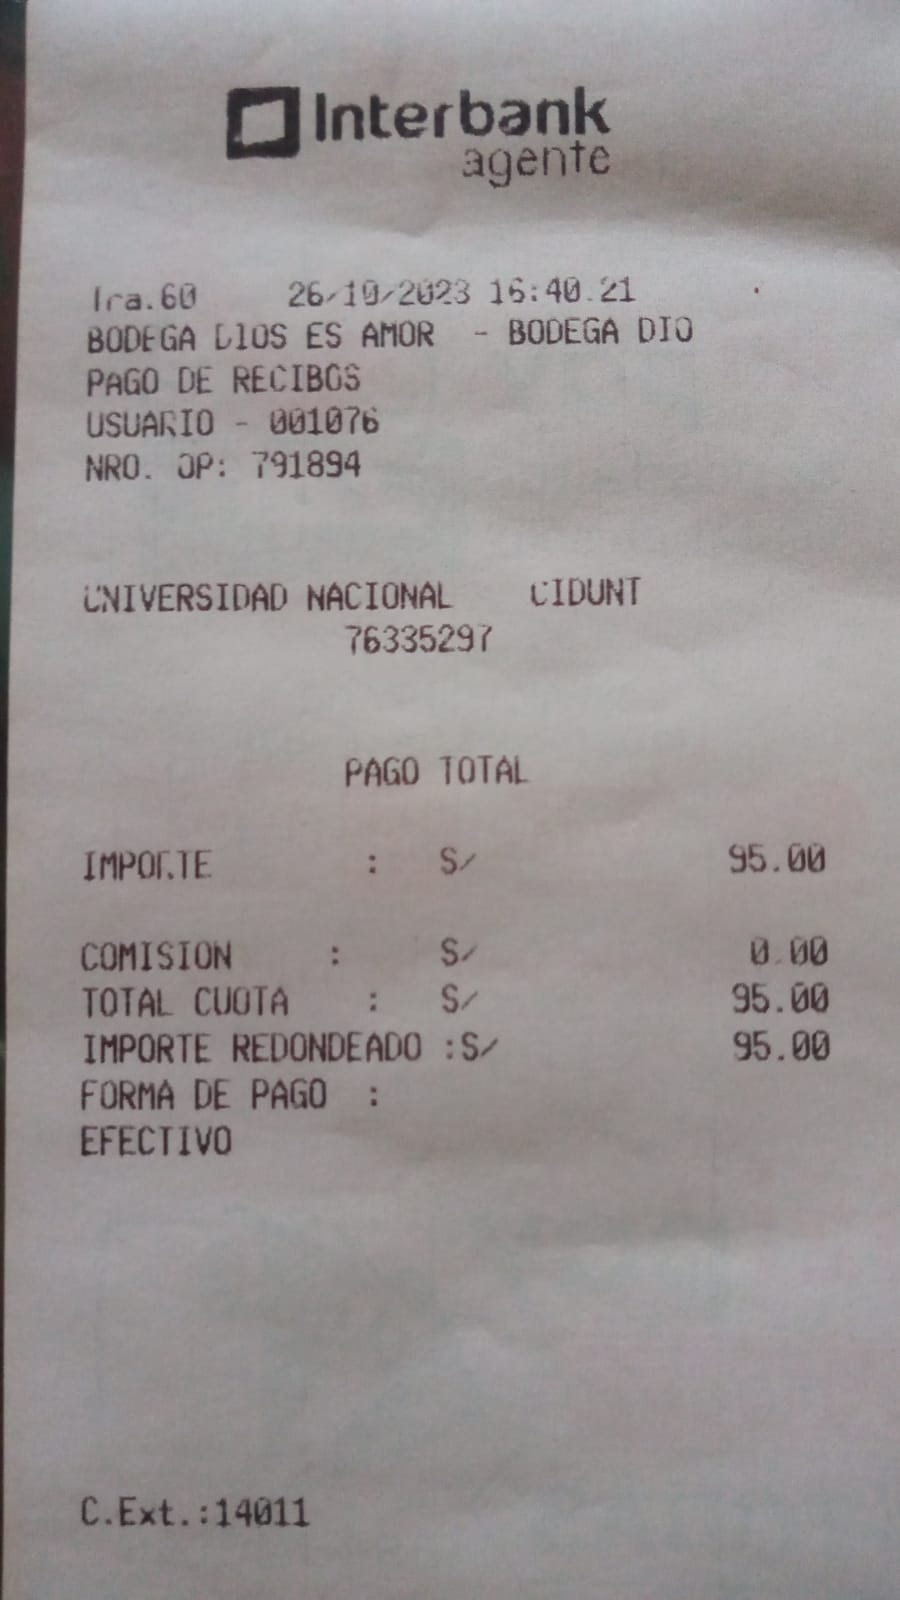 Interbank
agente
Tra.60 26/10/2023 16:40.21
BODEGA DIOS ES AMOR - BODEGA DIO
PAGO DE RECIBOS
USUARIO - 001076
NRO. OP: 791894
UNIVERSIDAD NACIONAL CIDUNT
76335297
PAGO TOTAL
IMPORTE : S/ 95.00
COMISION : S/ 0.00
TOTAL CUOTA : S/ 95.00
IMPORTE REDONDEADO :S/ 95.00
FORMA DE PAGO :
EFECTIVO
C.Ext.:14011